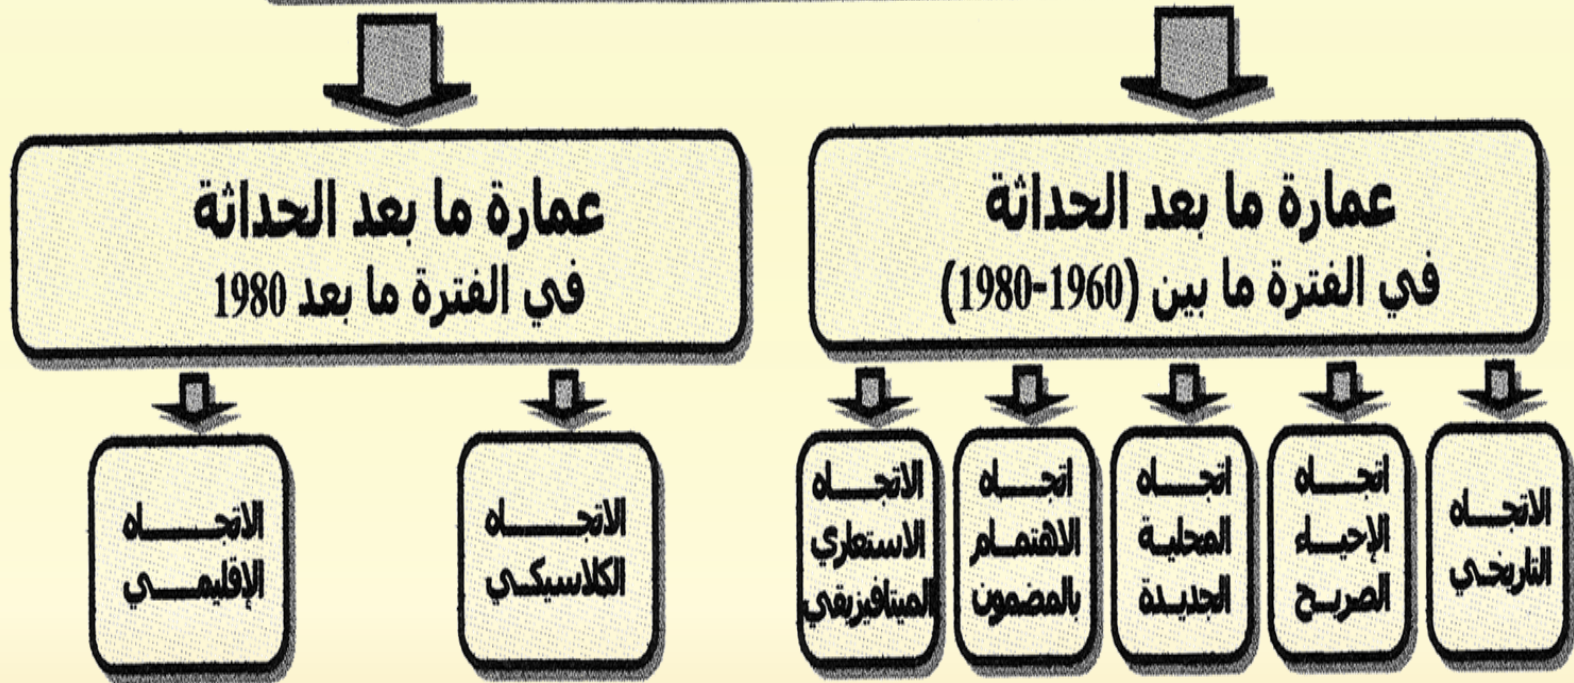 عمارة ما بعد الحداثة
في الفترة ما بين (1960-1980)
عمارة ما بعد الحداثة
في الفترة ما بعد 1980
الاتجاه
التاريخي
اتجاه
الإحياء
الصريح
اتجاه
المحلية
الجديدة
اتجاه
الاهتمام
بالمضمون
الاتجاه
الاستعاري
الميتافيزيقي
الاتجاه
الكلاسيكي
الاتجاه
الإقليمي